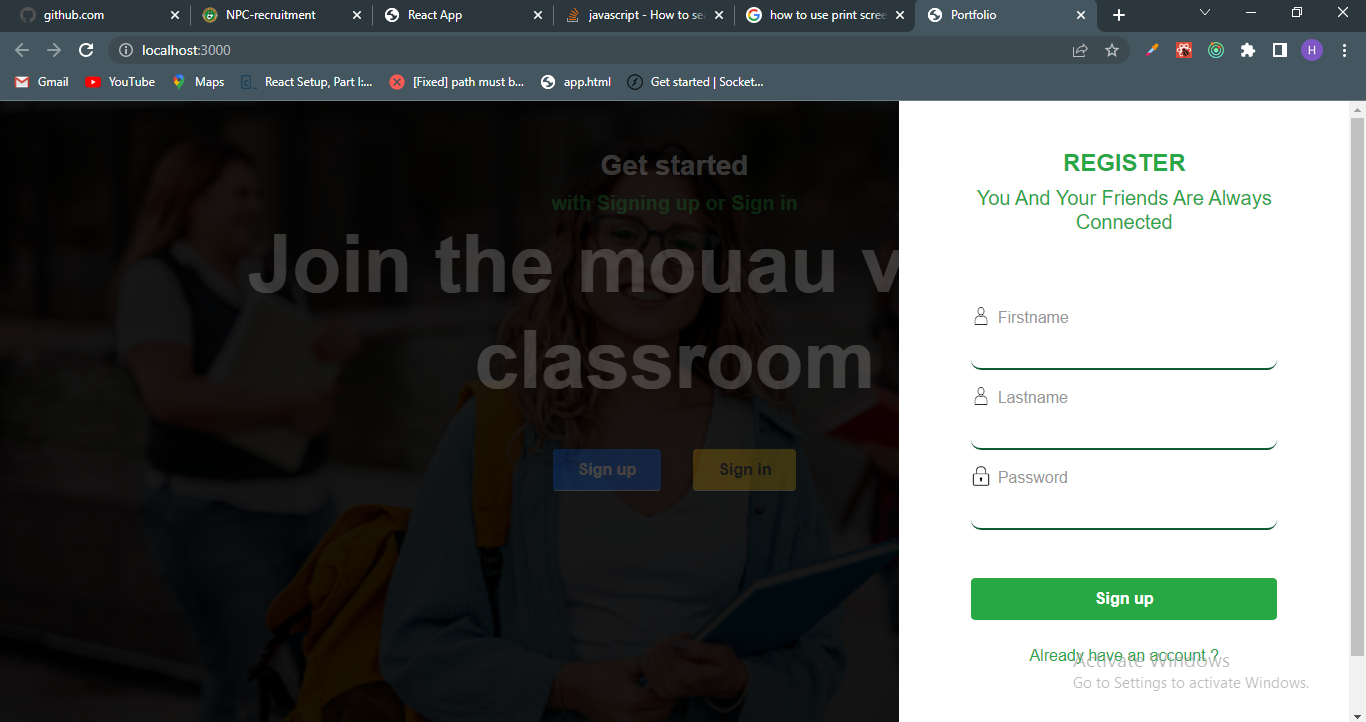 github.com
NPC-recruitment
React App
javascript - How to se
how to use print scree
Portfolio
localhost:3000
H
Gmail
YouTube
Maps
React Setup, Part I:...
[Fixed] path must b...
app.html
Get started | Socket...
Get started
with Signing up or Sign in
Join the mouau v
classroom
Sign up
Sign in
REGISTER
You And Your Friends Are Always
Connected
Firstname
Lastname
Password
Sign up
Already have an account ?
Activate Windows
Go to Settings to activate Windows.